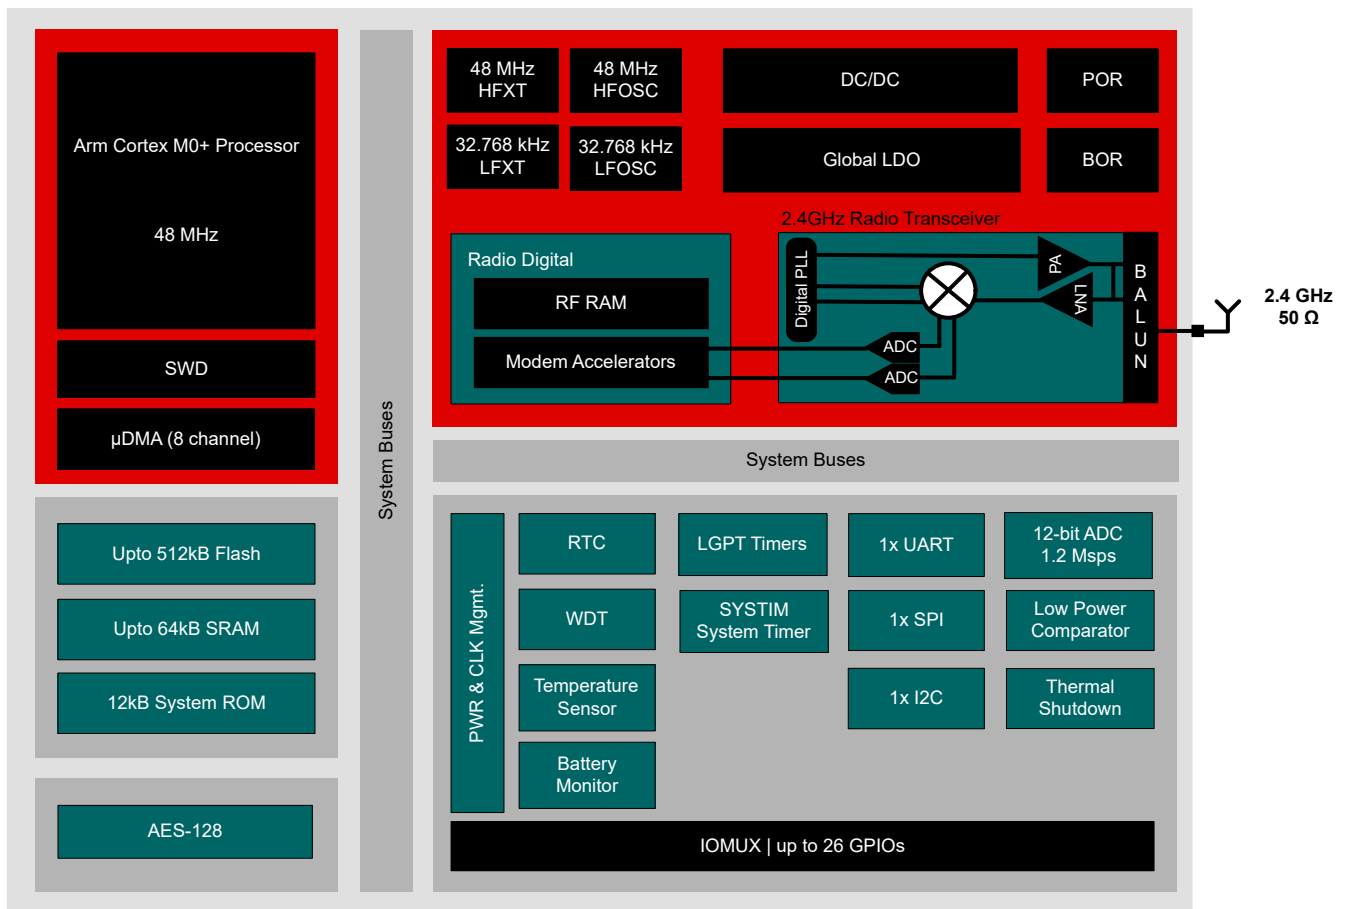 Arm Cortex M0+ Processor
48 MHz
SWD
µDMA (8 channel)
Upto 512kB Flash
Upto 64kB SRAM
12kB System ROM
AES-128
System Buses
48 MHz
HFXT
48 MHz
HFOSC
DC/DC
POR
32.768 kHz
LFXT
32.768 kHz
LFOSC
Global LDO
BOR
Radio Digital
RF RAM
Modem Accelerators
2.4GHz Radio Transceiver
Digital PLL
PA
LNA
ADC
ADC
BALUN
2.4 GHz
50 Ω
System Buses
PWR & CLK Mgmt.
RTC
LGPT Timers
1x UART
12-bit ADC
1.2 Msps
WDT
SYSTIM
System Timer
1x SPI
Low Power
Comparator
Temperature
Sensor
1x I2C
Thermal
Shutdown
Battery
Monitor
IOMUX | up to 26 GPIOs